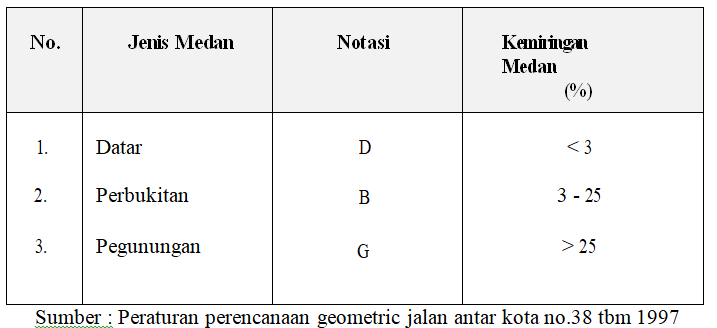 No. Jenis Medan Notasi Kemiringan
Medan
(%)
1. Datar D < 3
2. Perbukitan B 3 - 25
3. Pegunungan G > 25
Sumber : Peraturan perencanaan geometric jalan antar kota no.38 tbm 1997